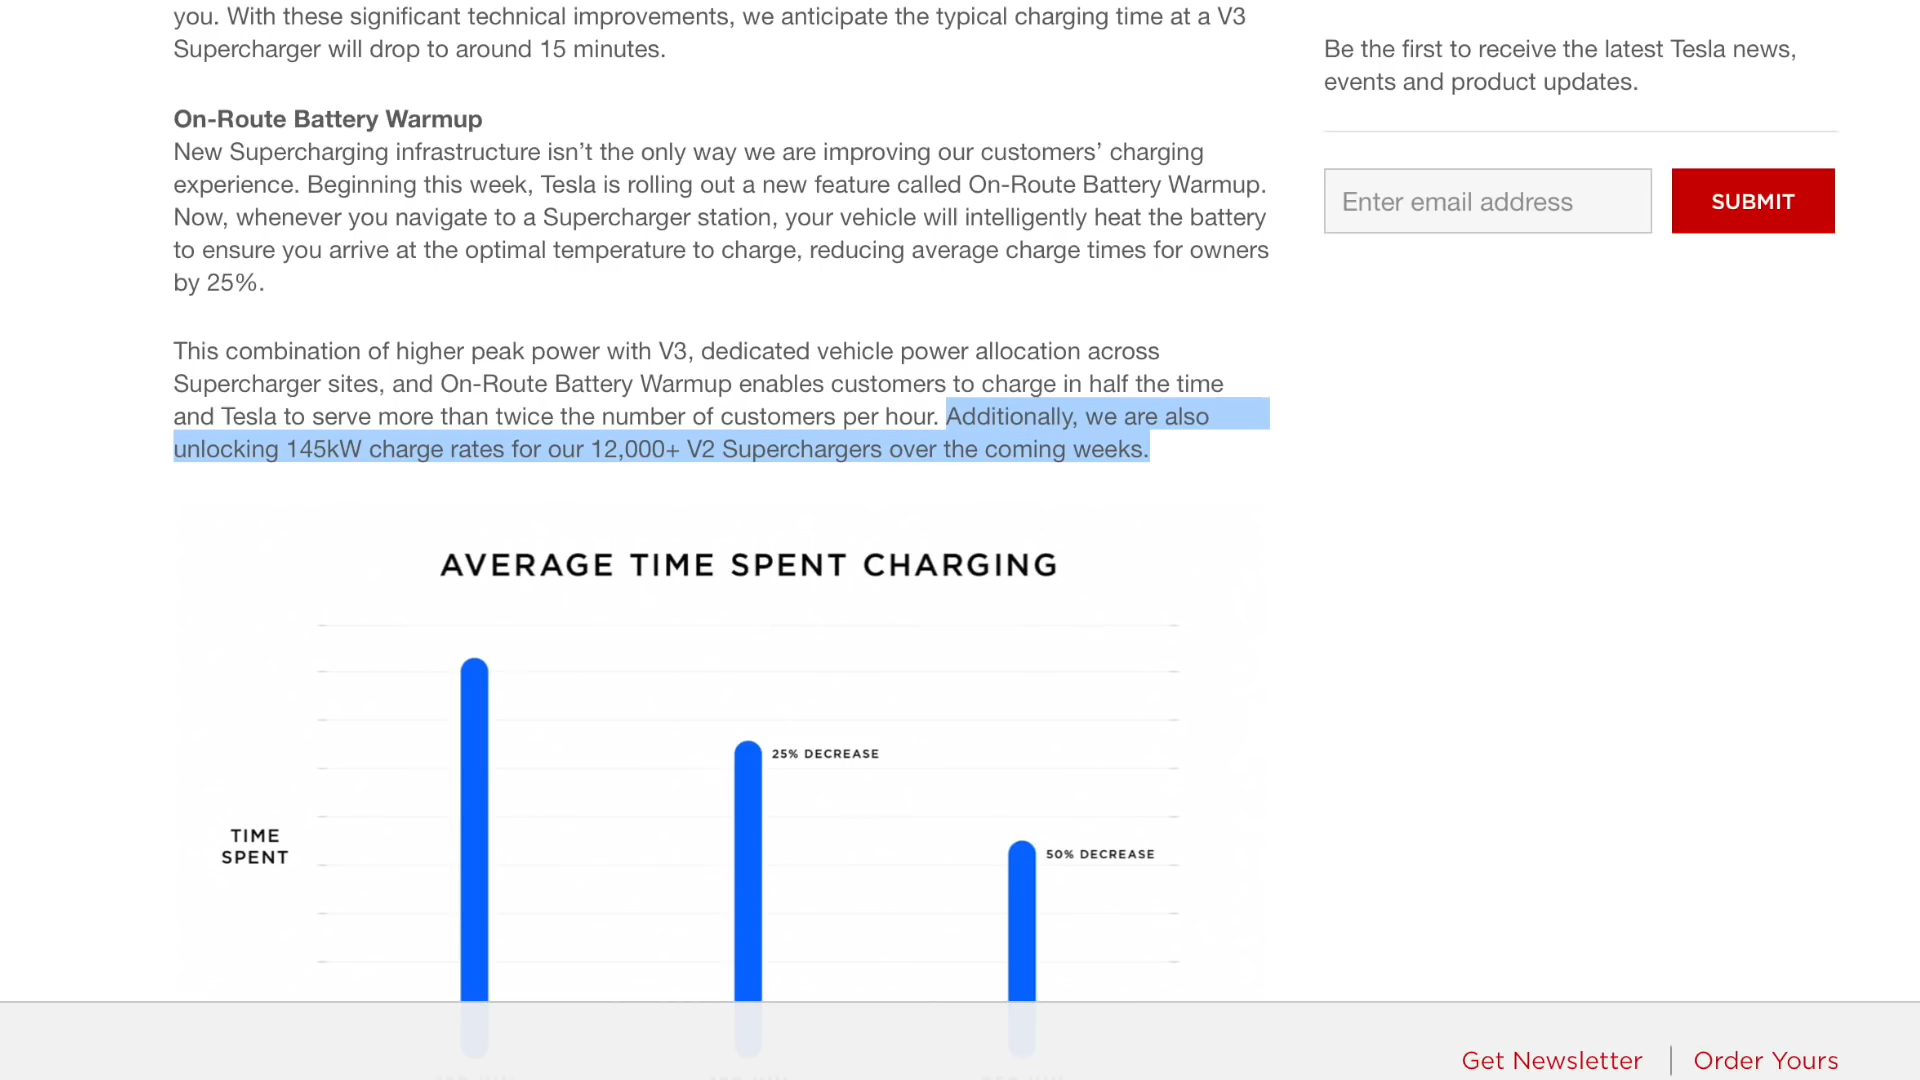 you. With these significant technical improvements, we anticipate the typical charging time at a V3
Supercharger will drop to around 15 minutes.
On-Route Battery Warmup
New Supercharging infrastructure isn’t the only way we are improving our customers’ charging
experience. Beginning this week, Tesla is rolling out a new feature called On-Route Battery Warmup.
Now, whenever you navigate to a Supercharger station, your vehicle will intelligently heat the battery
to ensure you arrive at the optimal temperature to charge, reducing average charge times for owners
by 25%.
This combination of higher peak power with V3, dedicated vehicle power allocation across
Supercharger sites, and On-Route Battery Warmup enables customers to charge in half the time
and Tesla to serve more than twice the number of customers per hour. Additionally, we are also
unlocking 145kW charge rates for our 12,000+ V2 Superchargers over the coming weeks.
AVERAGE TIME SPENT CHARGING
25% DECREASE
TIME
SPENT
50% DECREASE
Be the first to receive the latest Tesla news,
events and product updates.
Enter email address
SUBMIT
Get Newsletter
Order Yours